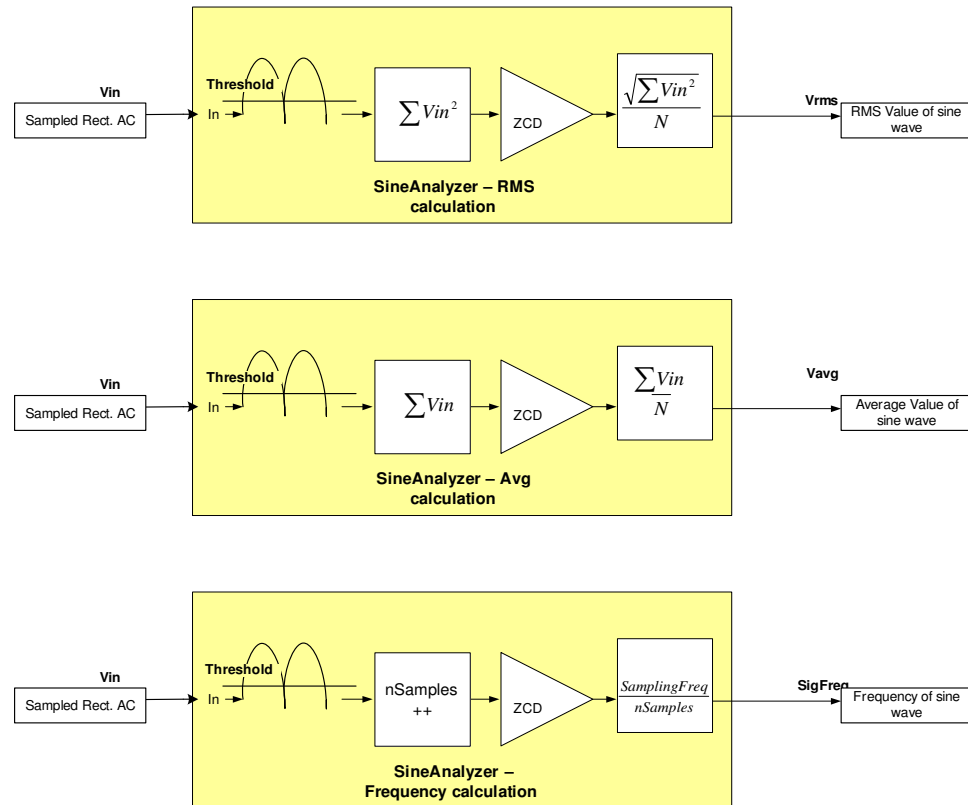 Vin
Sampled Rect. AC
Threshold
In
∑Vin²
ZCD
√∑Vin²
N
Vrms
RMS Value of sine
wave
SineAnalyzer – RMS
calculation
Vin
Sampled Rect. AC
Threshold
In
∑Vin
ZCD
∑Vin
N
Vavg
Average Value of
sine wave
SineAnalyzer – Avg
calculation
Vin
Sampled Rect. AC
Threshold
In
nSamples
++
ZCD
SamplingFreq
nSamples
SigFreq
Frequency of sine
wave
SineAnalyzer –
Frequency calculation